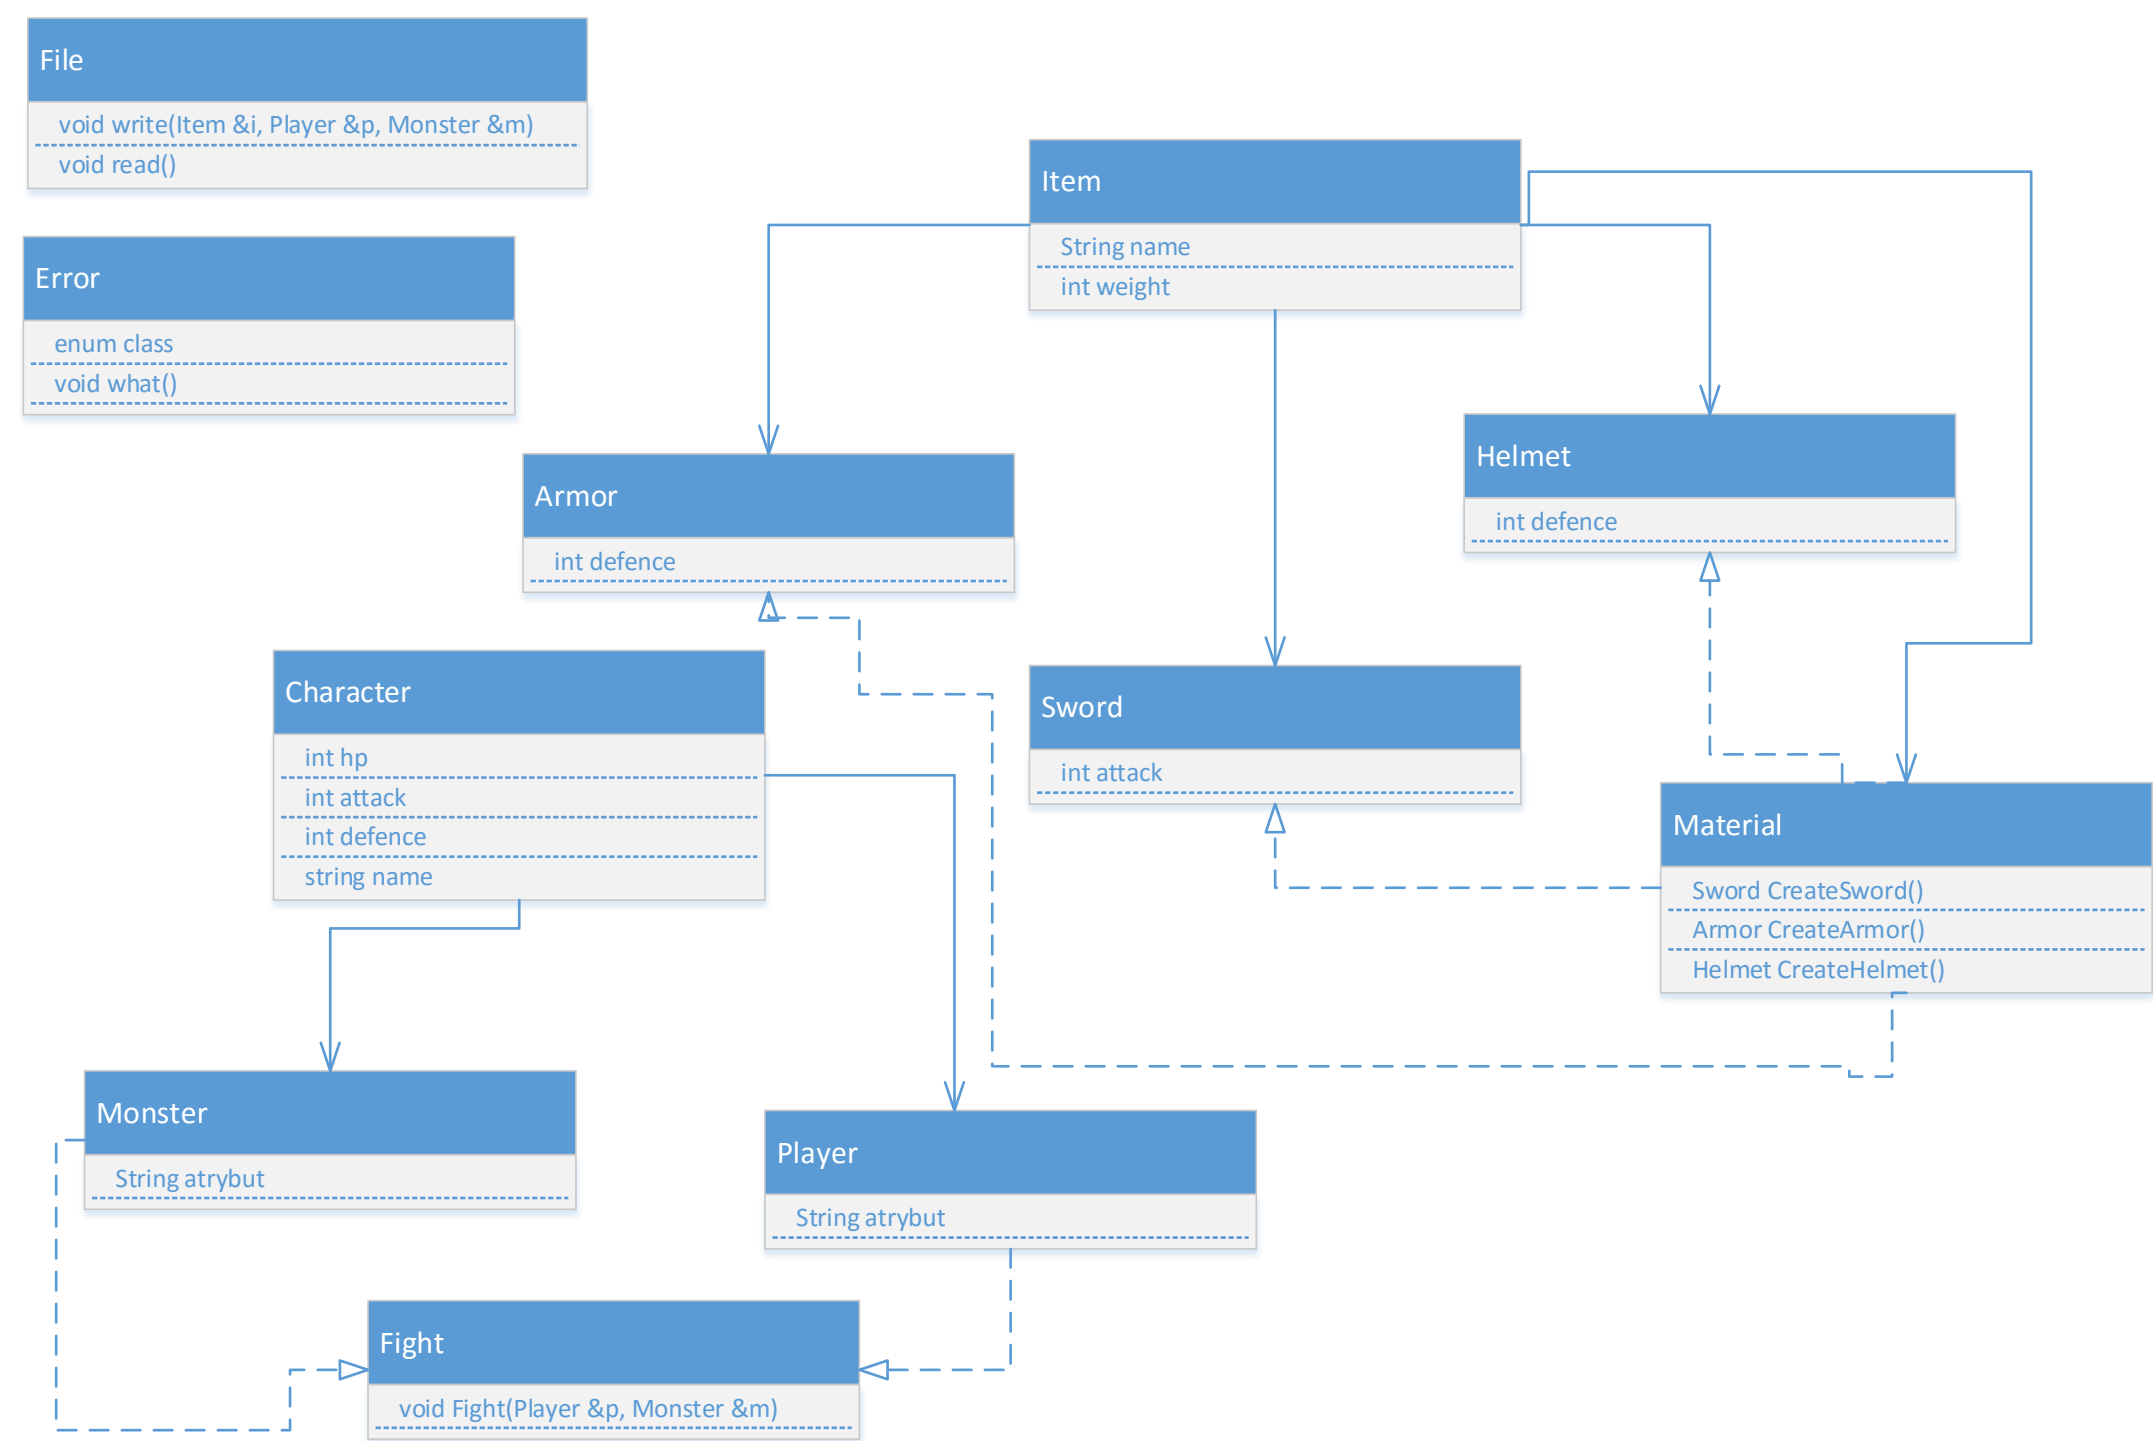 File
void write(Item &i, Player &p, Monster &m)
void read()
Error
enum class
void what()
Item
String name
int weight
Armor
int defence
Helmet
int defence
Character
int hp
int attack
int defence
string name
Sword
int attack
Material
Sword CreateSword()
Armor CreateArmor()
Helmet CreateHelmet()
Monster
String atrybut
Player
String atrybut
Fight
void Fight(Player &p, Monster &m)